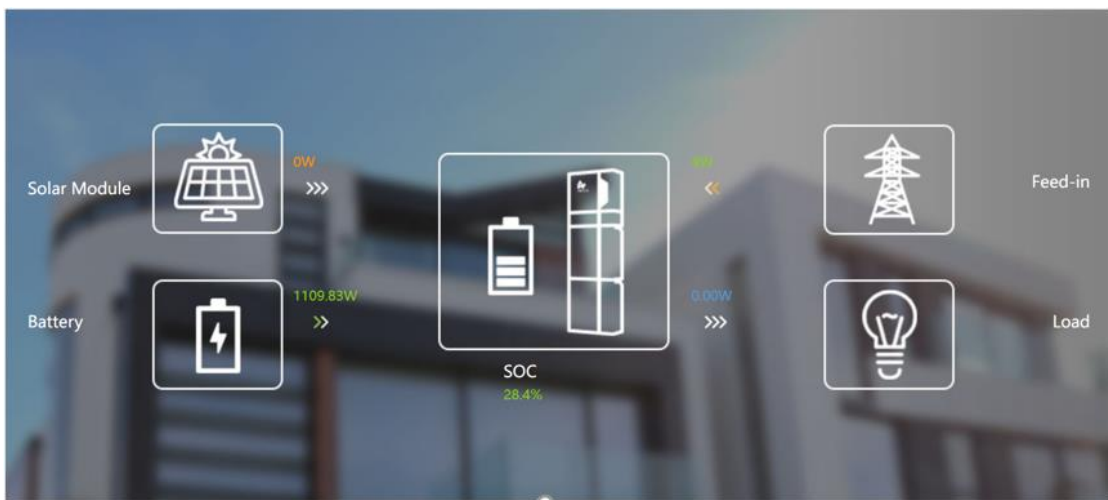 0W
Solar Module
Feed-in
1109.83W
0.00W
Battery
Load
SOC
28.4%